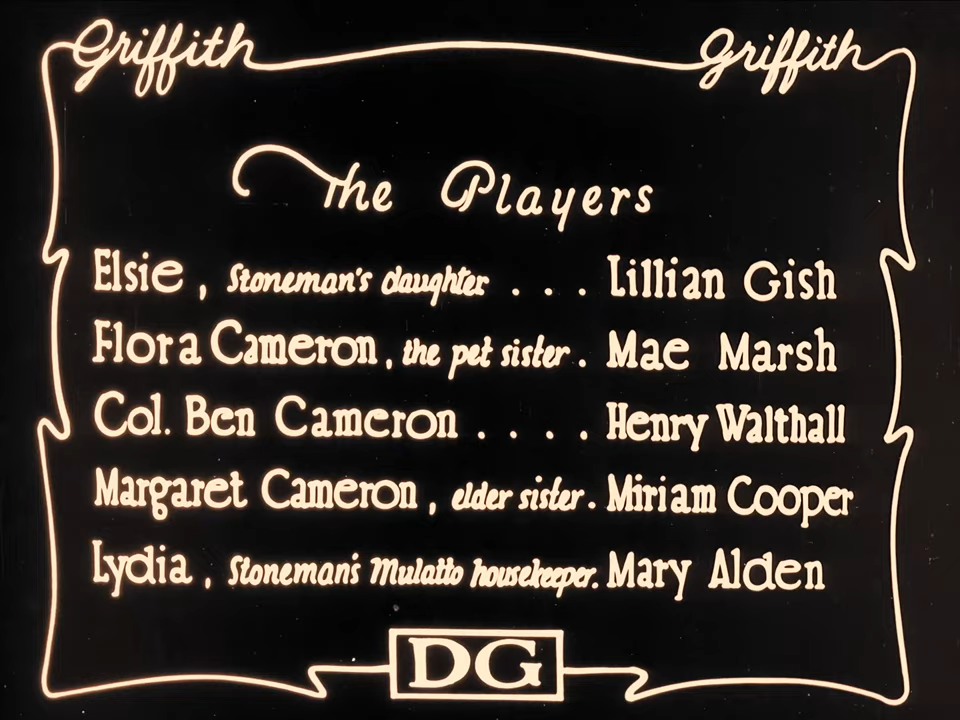 Griffith Griffith
The Players
Elsie, Stoneman's daughter . . . Lillian Gish
Flora Cameron, the pet sister . Mae Marsh
Col. Ben Cameron . . . . Henry Walthall
Margaret Cameron, elder sister . Miriam Cooper
Lydia, Stoneman's Mulatto housekeeper. Mary Alden
DG